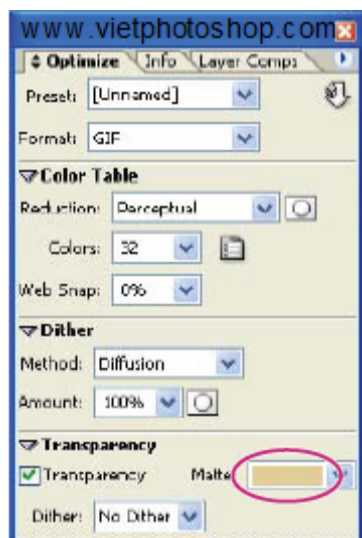 www.vietphotoshop.com
Optimize Info Layer Comps
Preset: [Unnamed]
Format: GIF
Color Table
Reduction: Perceptual
Colors: 32
Web Snap: 0%
Dither
Method: Diffusion
Amount: 100%
Transparency
Transparency Matte:
Dither: No Dither